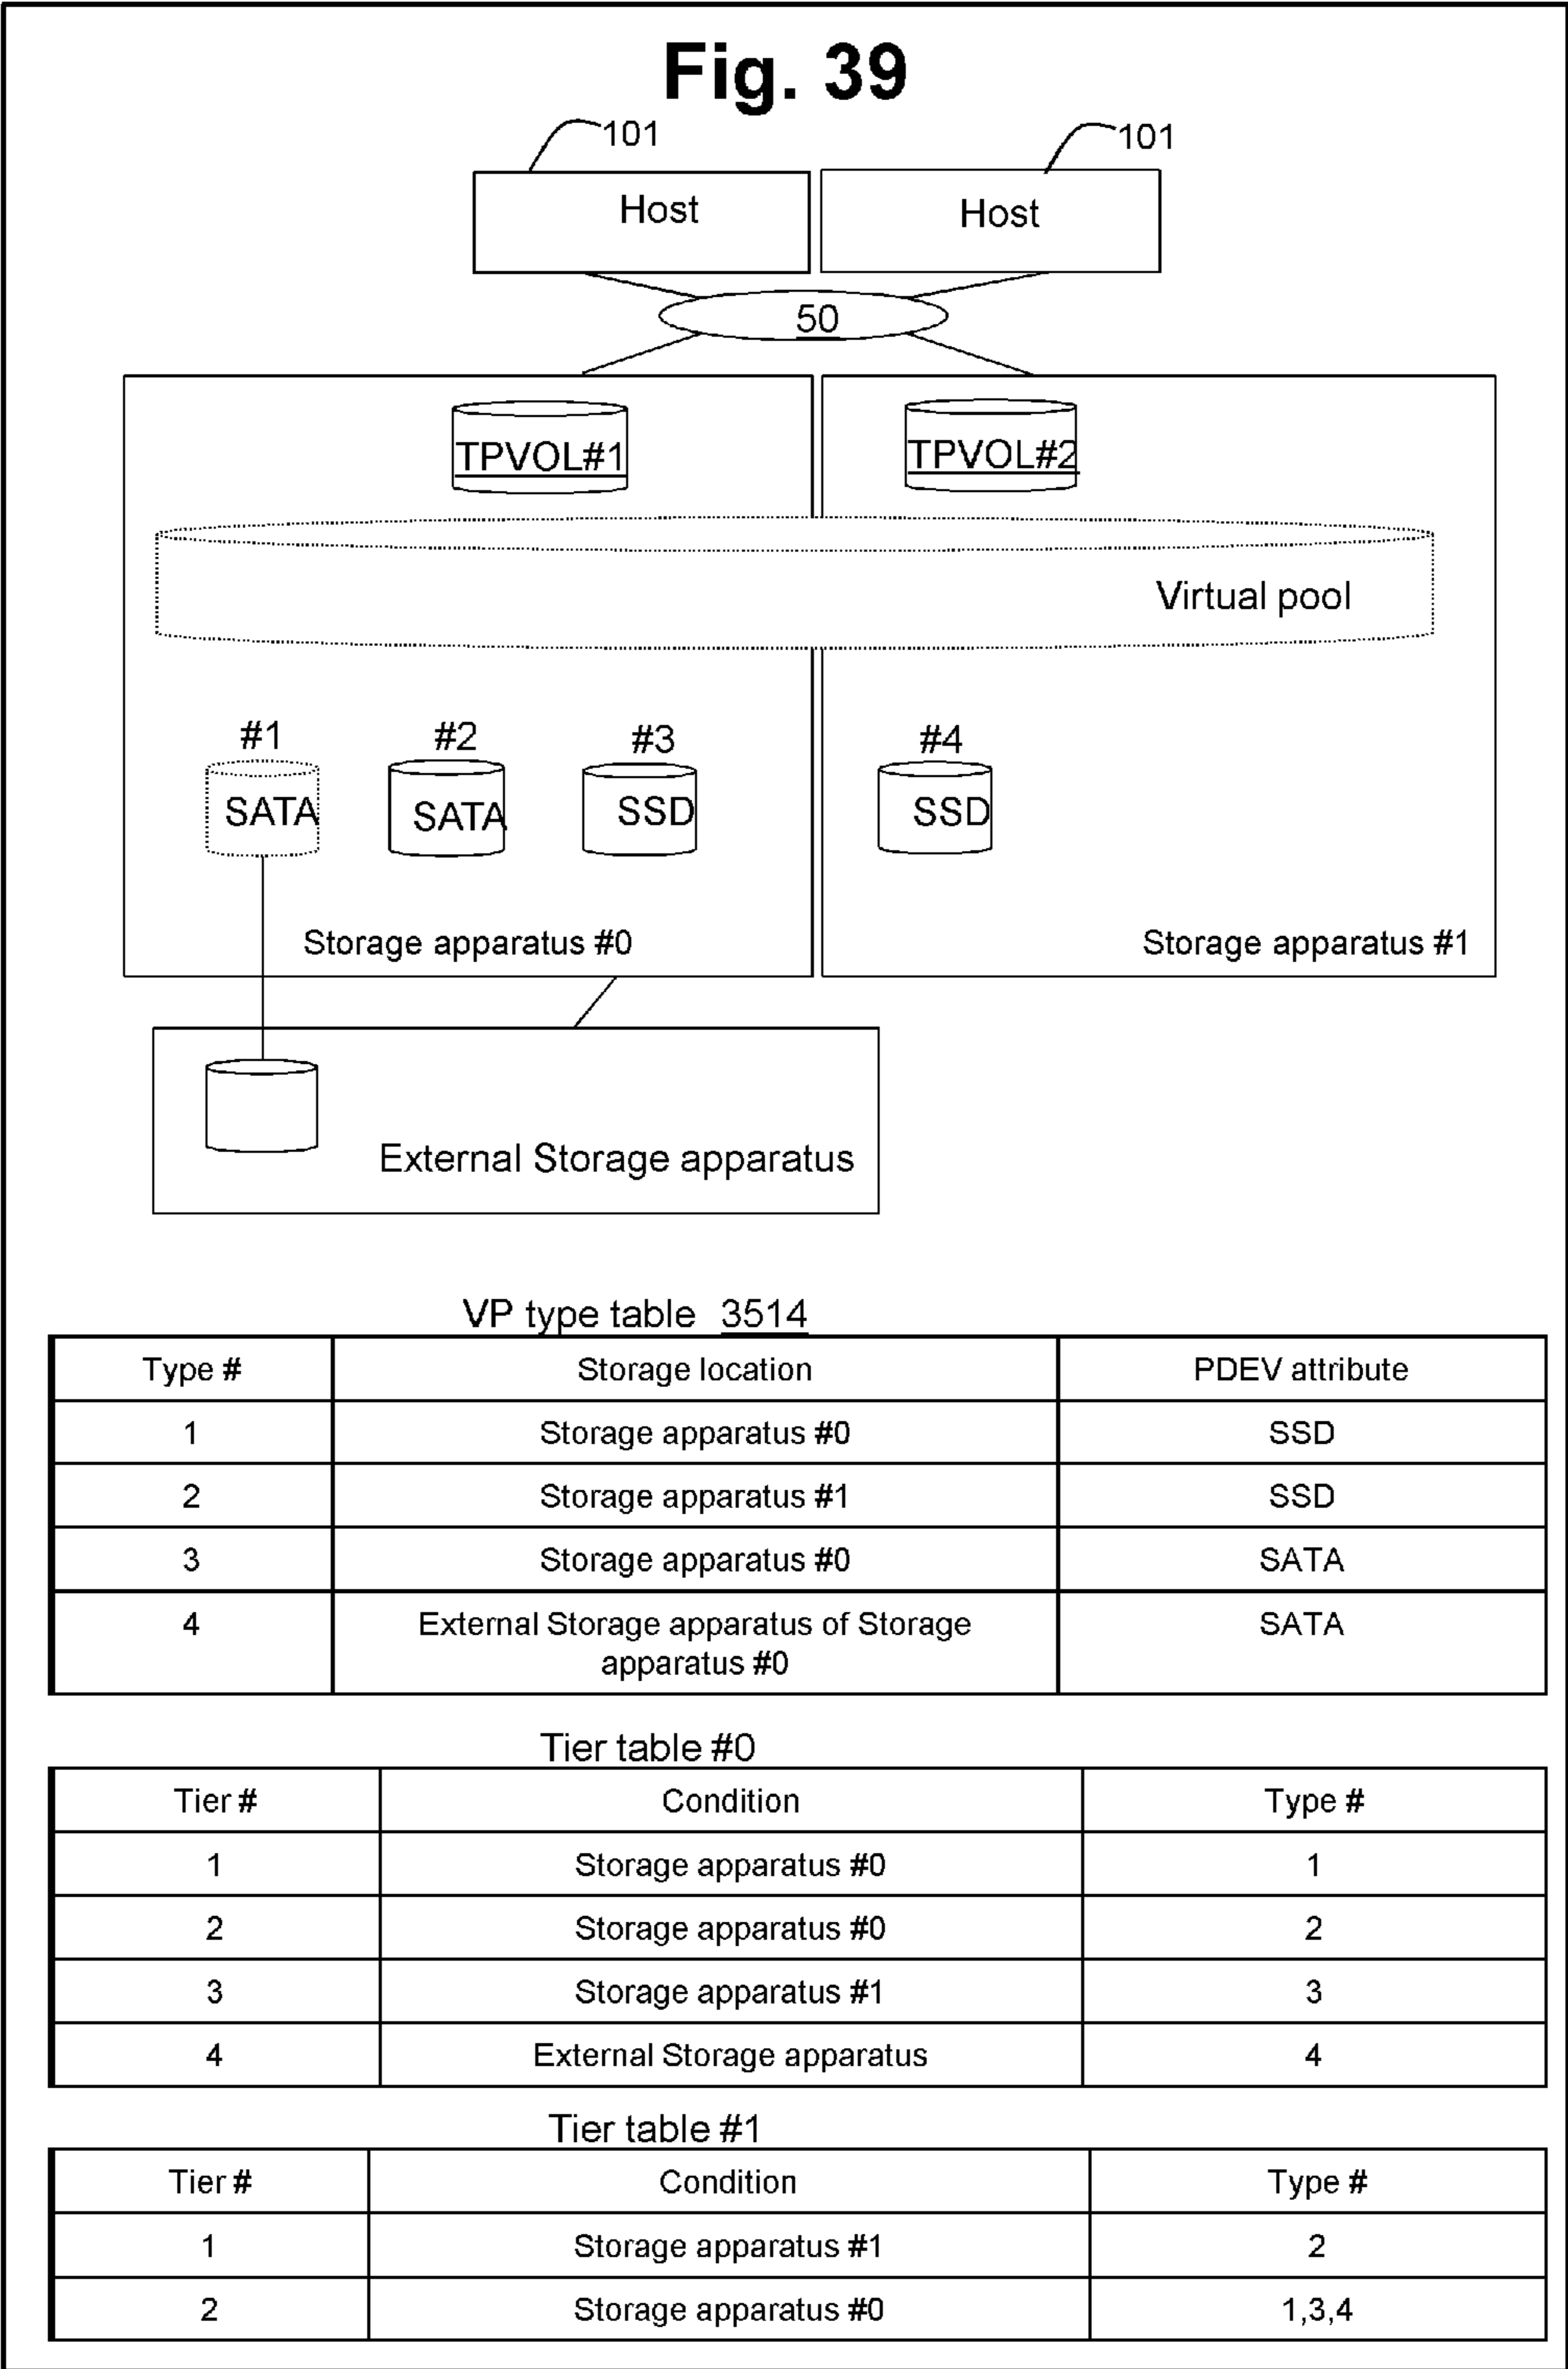 Fig. 39
101
101
Host
Host
50
TPVOL#1
TPVOL#2
Virtual pool
#1
#2
#3
#4
SATA
SATA
SSD
SSD
Storage apparatus #0
Storage apparatus #1
External Storage apparatus
VP type table 3514
Type # Storage location PDEV attribute
1 Storage apparatus #0 SSD
2 Storage apparatus #1 SSD
3 Storage apparatus #0 SATA
4 External Storage apparatus of Storage SATA
apparatus #0
Tier table #0
Tier # Condition Type #
1 Storage apparatus #0 1
2 Storage apparatus #0 2
3 Storage apparatus #1 3
4 External Storage apparatus 4
Tier table #1
Tier # Condition Type #
1 Storage apparatus #1 2
2 Storage apparatus #0 1,3,4